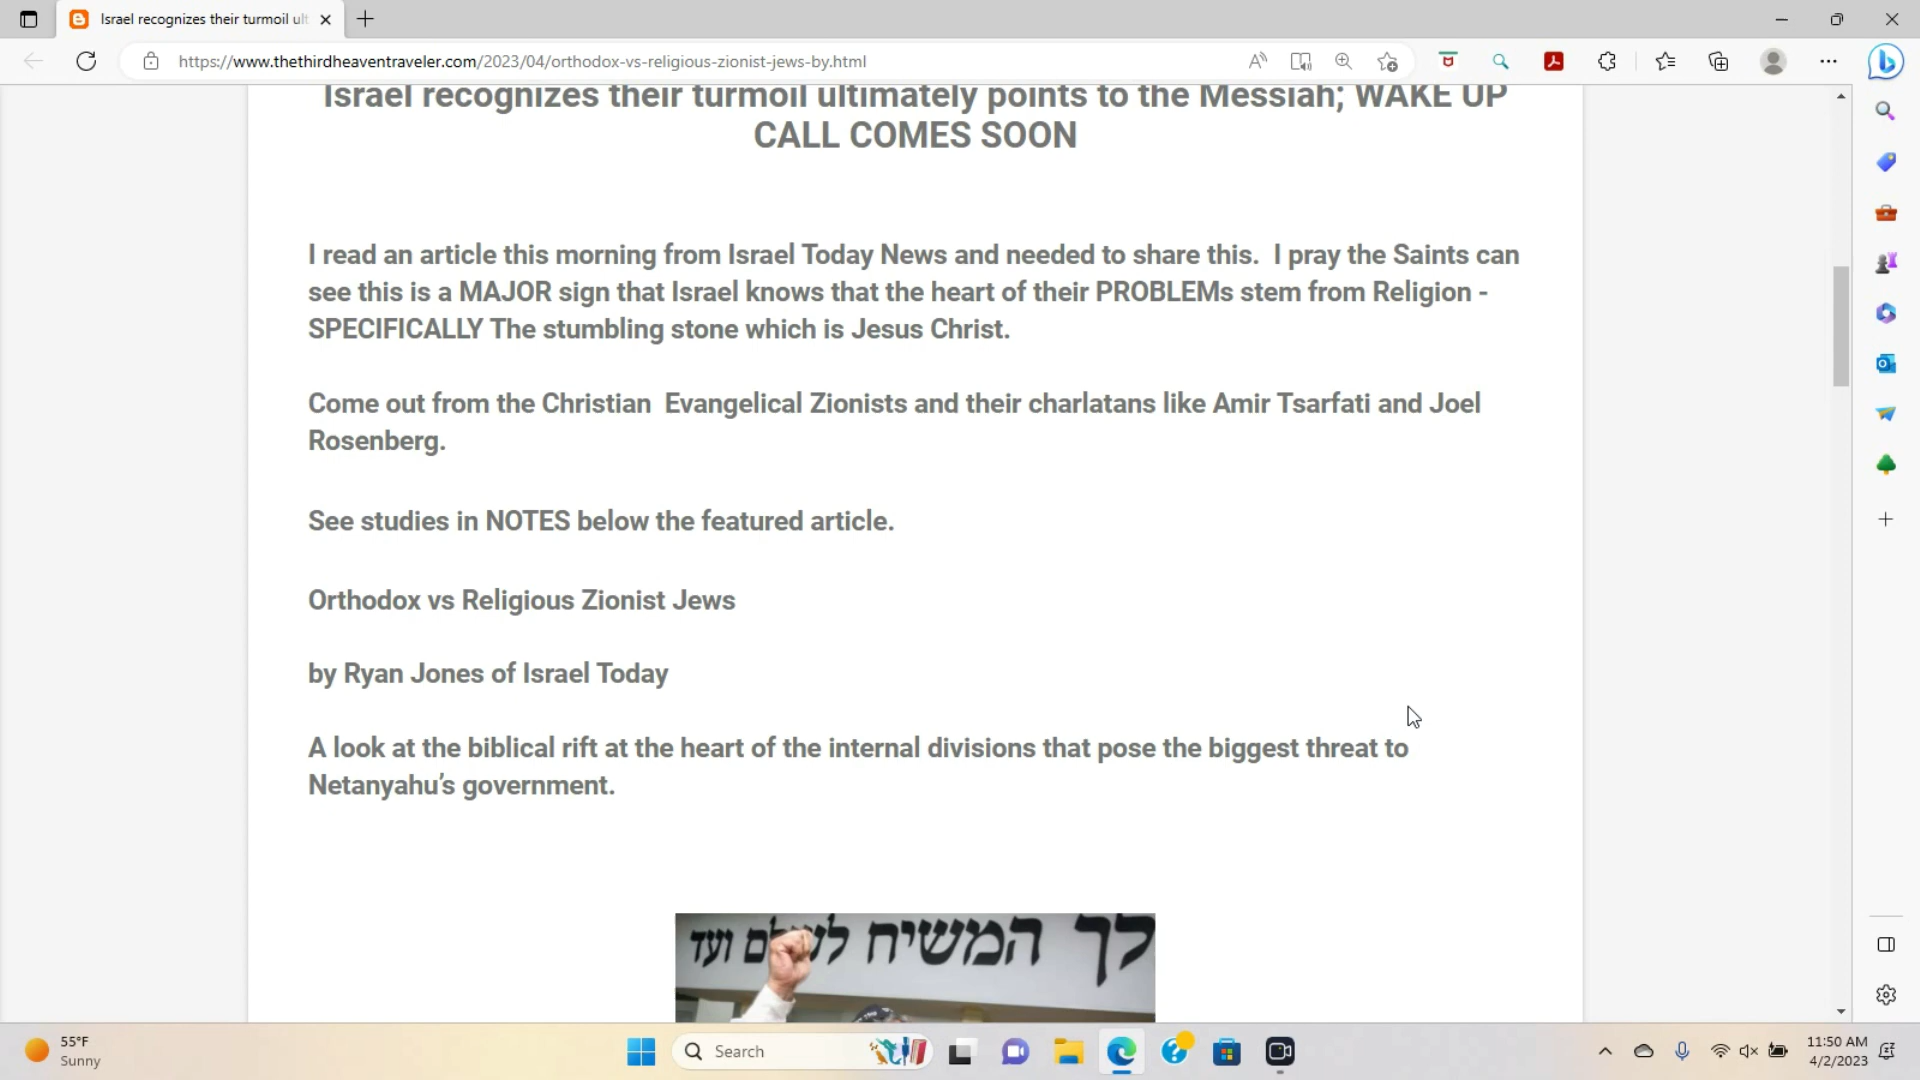 Israel recognizes their turmoil ult
https://www.thethirdheaventraveler.com/2023/04/orthodox-vs-religious-zionist-jews-by.html
Israel recognizes their turmoil ultimately points to the Messiah; WAKE UP
CALL COMES SOON
I read an article this morning from Israel Today News and needed to share this.  I pray the Saints can
see this is a MAJOR sign that Israel knows that the heart of their PROBLEMs stem from Religion -
SPECIFICALLY The stumbling stone which is Jesus Christ.
Come out from the Christian  Evangelical Zionists and their charlatans like Amir Tsarfati and Joel
Rosenberg.
See studies in NOTES below the featured article.
Orthodox vs Religious Zionist Jews
by Ryan Jones of Israel Today
A look at the biblical rift at the heart of the internal divisions that pose the biggest threat to
Netanyahu’s government.
לך המשיח ועד
55°F
Sunny
Search
11:50 AM
4/2/2023